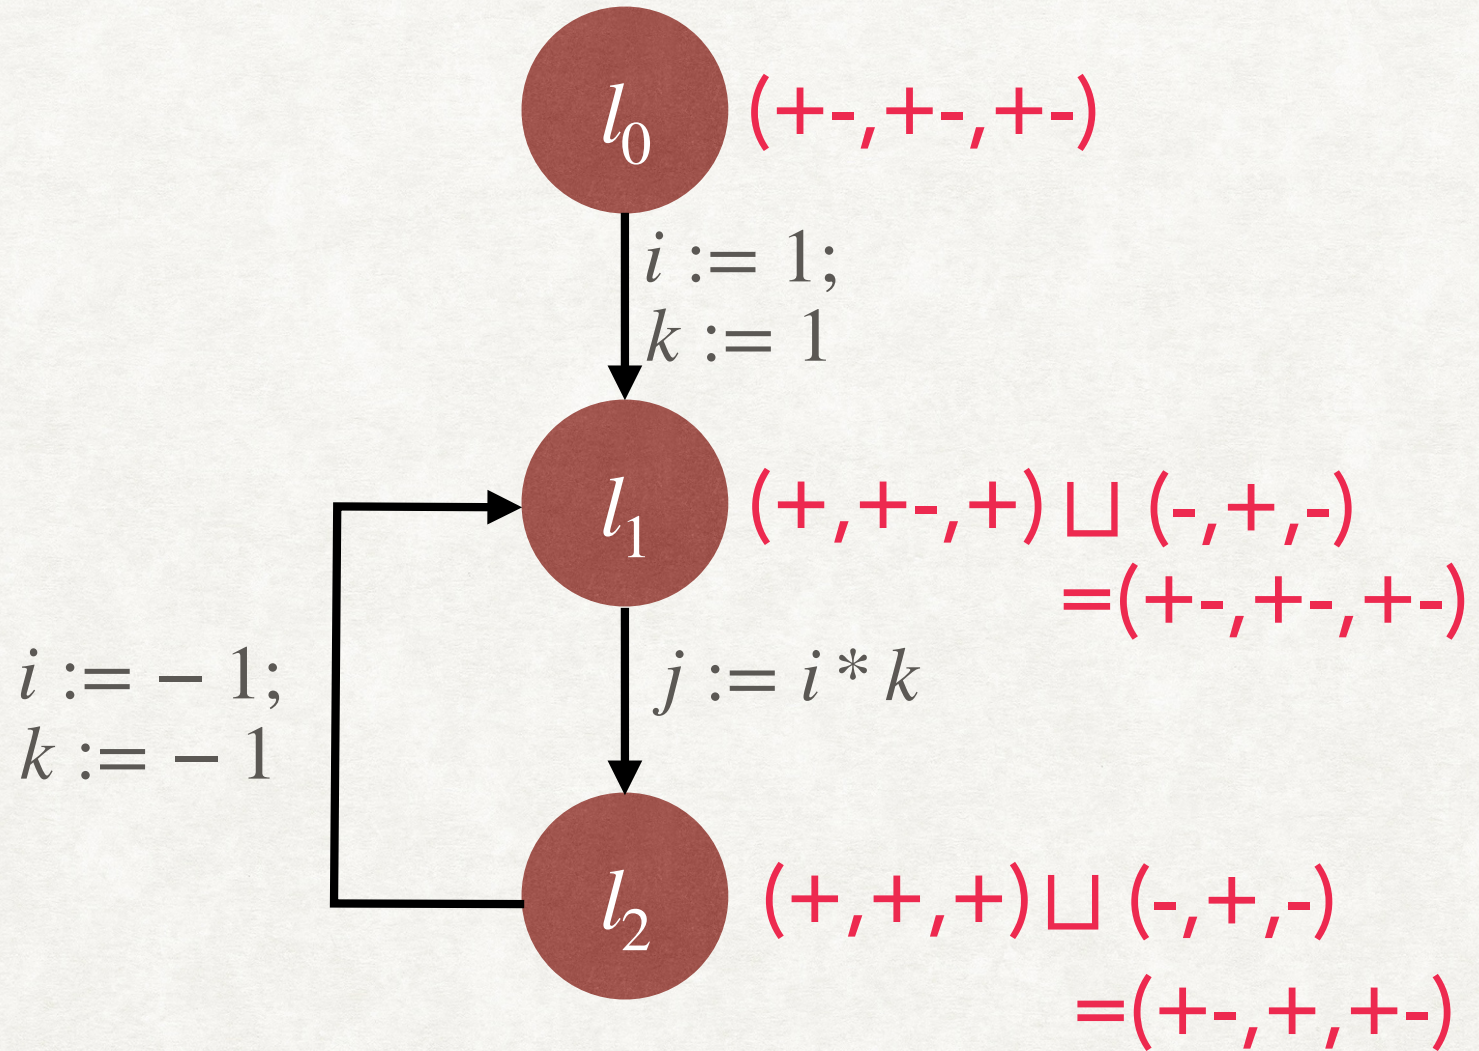 l₀ (+-,+-,+-)
i := 1;
k := 1
l₁ (+,+-,+) ⊔ (-,+,-)
=(+-,+-,+-)
i := − 1;
k := − 1
j := i * k
l₂ (+,+,+) ⊔ (-,+,-)
=(+-,+,+-)